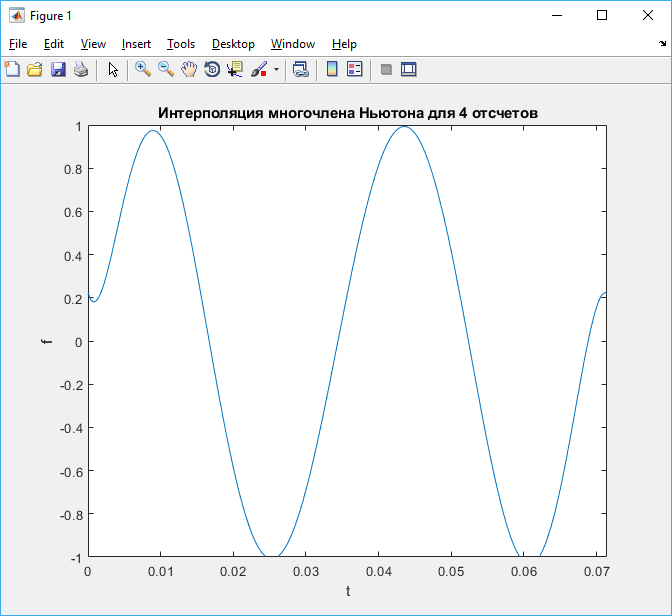 Figure 1
File Edit View Insert Tools Desktop Window Help
Интерполяция многочлена Ньютона для 4 отсчетов
1
0.8
0.6
0.4
0.2
0
-0.2
-0.4
-0.6
-0.8
-1
f
0 0.01 0.02 0.03 0.04 0.05 0.06 0.07
t